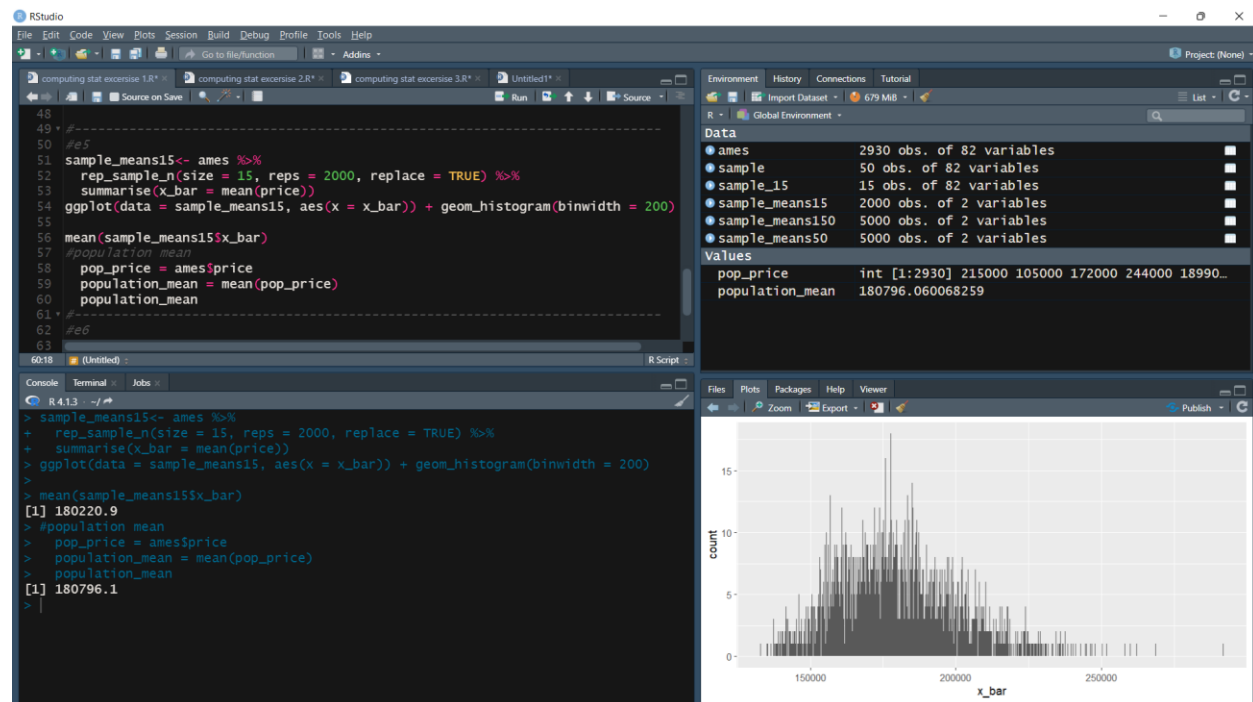 RStudio
File Edit Code View Plots Session Build Debug Profile Tools Help
Go to file/function Addins Project: (None)
computing stat excersise 1.R* computing stat excersise 2.R* computing stat excersise 3.R* Untitled1*
Source on Save Run Source
48
49 #----------------------------------------------------------------------
50 #e5
51 sample_means15<- ames %>%
52 rep_sample_n(size = 15, reps = 2000, replace = TRUE) %>%
53 summarise(x_bar = mean(price))
54 ggplot(data = sample_means15, aes(x = x_bar)) + geom_histogram(binwidth = 200)
55
56 mean(sample_means15$x_bar)
57 #population mean
58 pop_price = ames$price
59 population_mean = mean(pop_price)
60 population_mean
61 #----------------------------------------------------------------------
62 #e6
63
60:18 (Untitled) R Script
Console Terminal Jobs
R 4.1.3 · ~/
> sample_means15<- ames %>%
+ rep_sample_n(size = 15, reps = 2000, replace = TRUE) %>%
+ summarise(x_bar = mean(price))
> ggplot(data = sample_means15, aes(x = x_bar)) + geom_histogram(binwidth = 200)
>
> mean(sample_means15$x_bar)
[1] 180220.9
> #population mean
> pop_price = ames$price
> population_mean = mean(pop_price)
> population_mean
[1] 180796.1
>
Environment History Connections Tutorial
Import Dataset 679 MiB List
R Global Environment
Data
ames 2930 obs. of 82 variables
sample 50 obs. of 82 variables
sample_15 15 obs. of 82 variables
sample_means15 2000 obs. of 2 variables
sample_means150 5000 obs. of 2 variables
sample_means50 5000 obs. of 2 variables
Values
pop_price int [1:2930] 215000 105000 172000 244000 18990…
population_mean 180796.060068259
Files Plots Packages Help Viewer
Zoom Export Publish
15
10
5
0
count
150000 200000 250000
x_bar